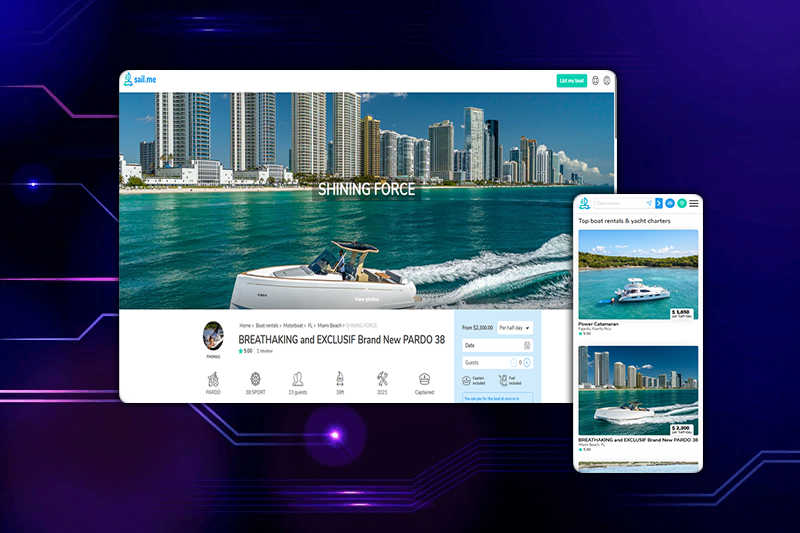 sail.me
List my boat
SHINING FORCE
View photos
Home > Boat rentals > Motorboat > FL > Miami Beach > SHINING FORCE
BREATHAKING and EXCLUSIF Brand New PARDO 38
5.00 1 review
THOMAS
PARDO
38 SPORT
13 guests
38ft
2021
Captained
From $2,300.00
Per half-day
Date
Guests
0
Captain included
Fuel included
You can pay for this boat at once or in
Destination
Top boat rentals & yacht charters
$ 1,650
per half-day
Power Catamaran
Fajardo, Puerto Rico
5.00
$ 2,300
per half-day
BREATHAKING and EXCLUSIF Brand New PARDO 38
Miami Beach, FL
5.00